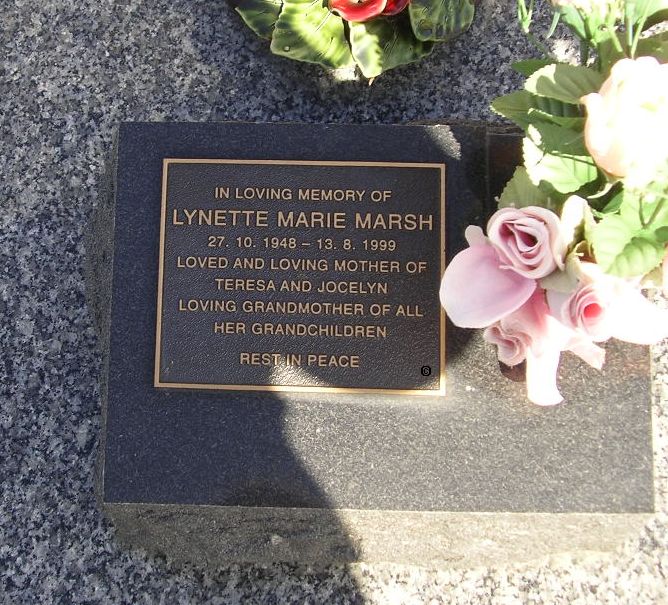 IN LOVING MEMORY OF
LYNETTE MARIE MARSH
27. 10. 1948 – 13. 8. 1999
LOVED AND LOVING MOTHER OF
TERESA AND JOCELYN
LOVING GRANDMOTHER OF ALL
HER GRANDCHILDREN
REST IN PEACE